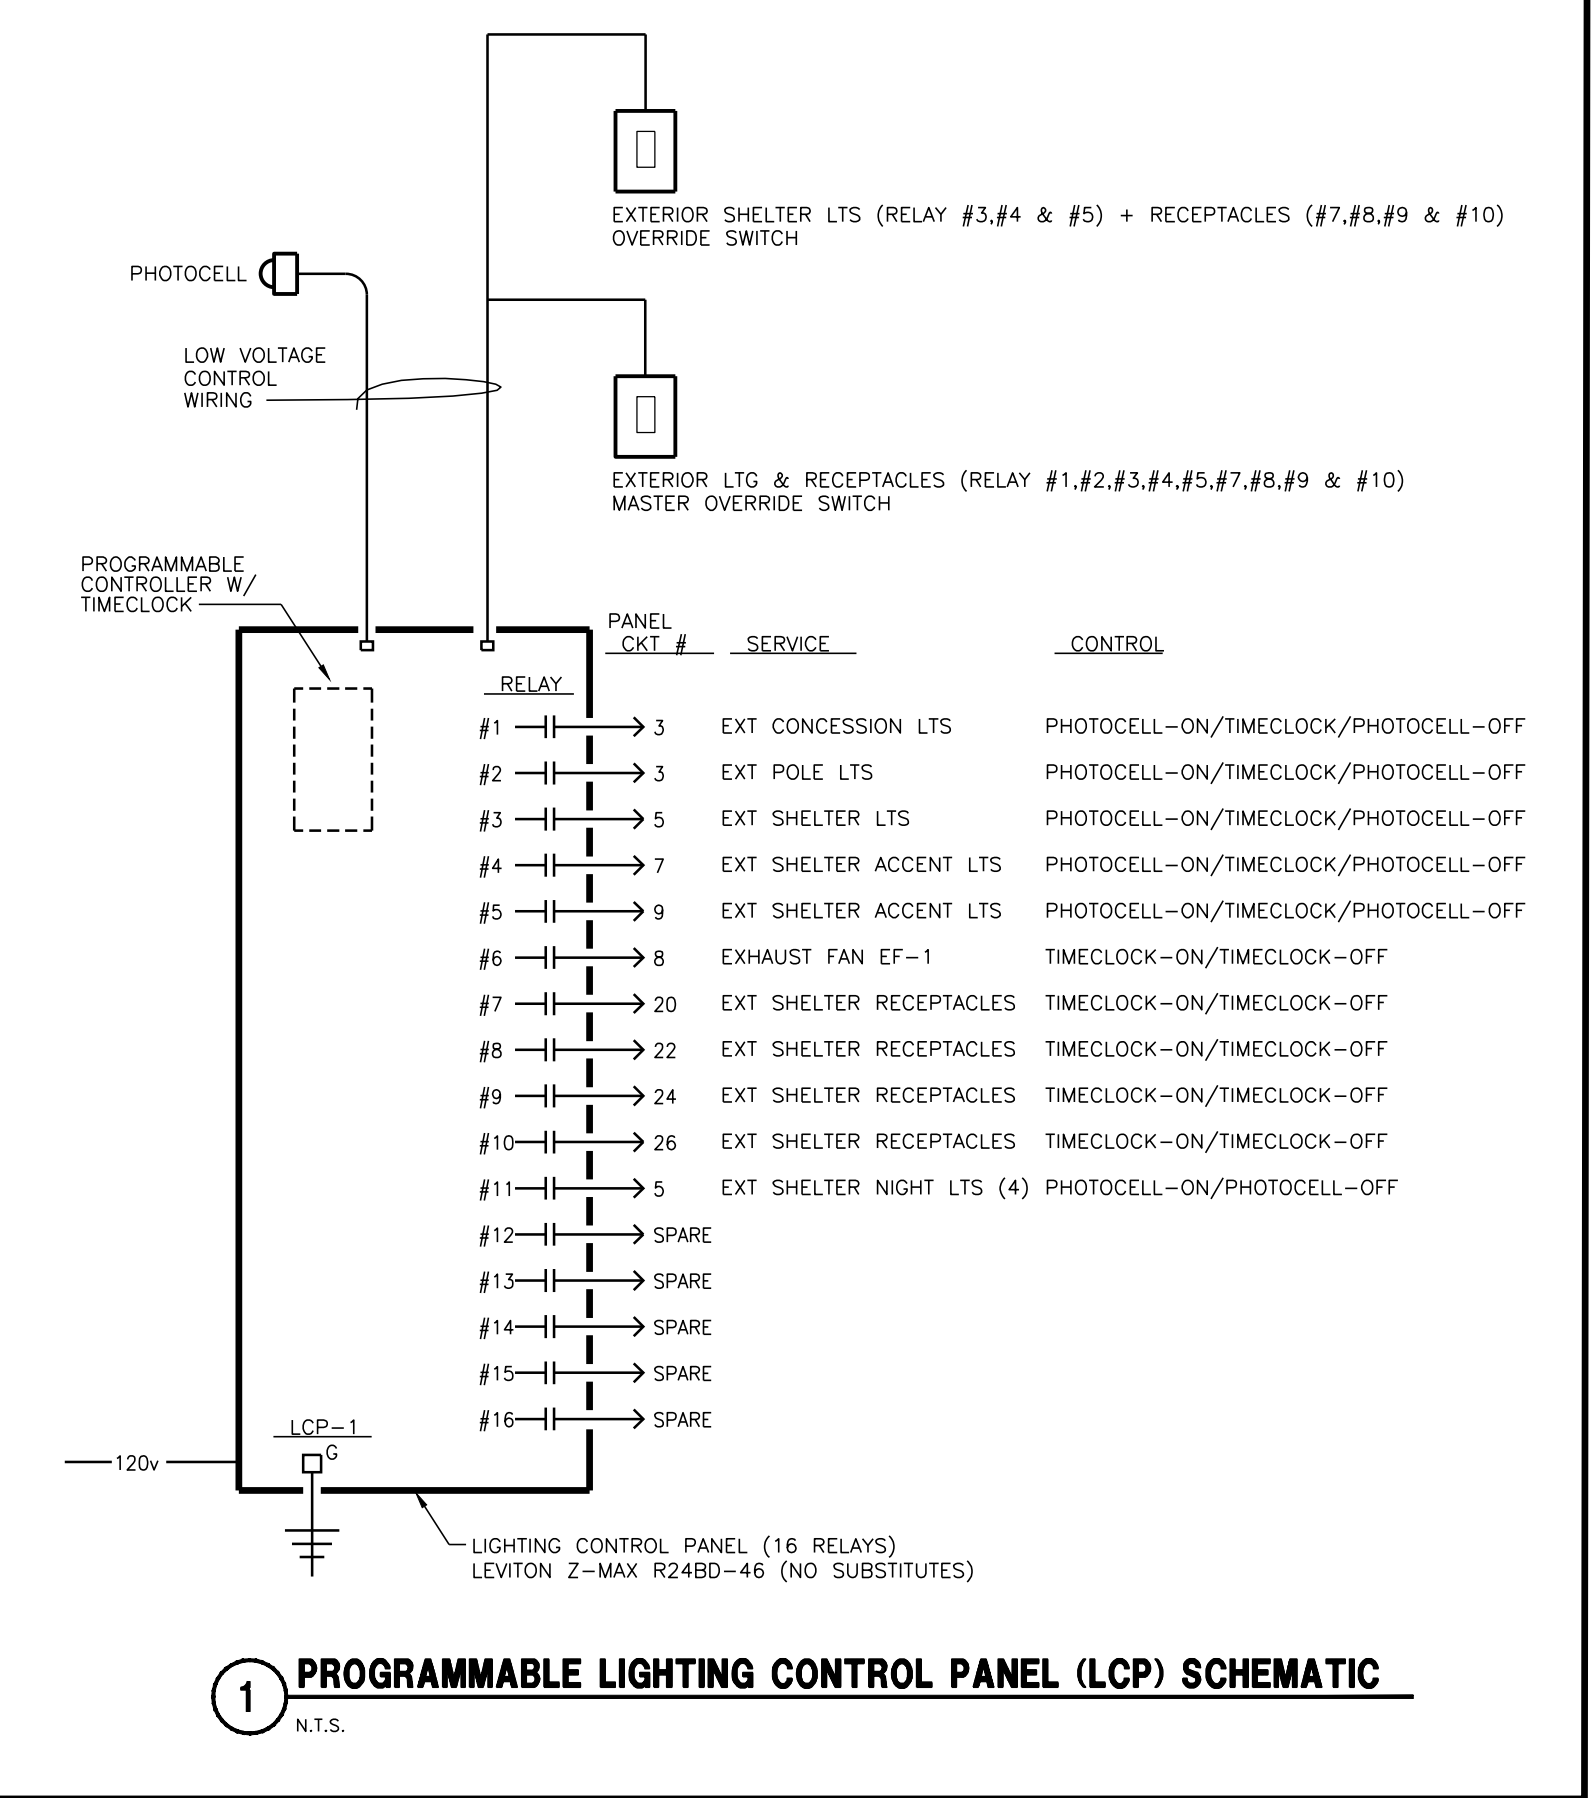 EXTERIOR SHELTER LTS (RELAY #3,#4 & #5) + RECEPTACLES (#7,#8,#9 & #10)
OVERRIDE SWITCH
PHOTOCELL
LOW VOLTAGE
CONTROL
WIRING
EXTERIOR LTG & RECEPTACLES (RELAY #1,#2,#3,#4,#5,#7,#8,#9 & #10)
MASTER OVERRIDE SWITCH
PROGRAMMABLE
CONTROLLER W/
TIMECLOCK
PANEL
CKT # SERVICE CONTROL
RELAY
#1 3 EXT CONCESSION LTS PHOTOCELL-ON/TIMECLOCK/PHOTOCELL-OFF
#2 3 EXT POLE LTS PHOTOCELL-ON/TIMECLOCK/PHOTOCELL-OFF
#3 5 EXT SHELTER LTS PHOTOCELL-ON/TIMECLOCK/PHOTOCELL-OFF
#4 7 EXT SHELTER ACCENT LTS PHOTOCELL-ON/TIMECLOCK/PHOTOCELL-OFF
#5 9 EXT SHELTER ACCENT LTS PHOTOCELL-ON/TIMECLOCK/PHOTOCELL-OFF
#6 8 EXHAUST FAN EF-1 TIMECLOCK-ON/TIMECLOCK-OFF
#7 20 EXT SHELTER RECEPTACLES TIMECLOCK-ON/TIMECLOCK-OFF
#8 22 EXT SHELTER RECEPTACLES TIMECLOCK-ON/TIMECLOCK-OFF
#9 24 EXT SHELTER RECEPTACLES TIMECLOCK-ON/TIMECLOCK-OFF
#10 26 EXT SHELTER RECEPTACLES TIMECLOCK-ON/TIMECLOCK-OFF
#11 5 EXT SHELTER NIGHT LTS (4) PHOTOCELL-ON/PHOTOCELL-OFF
#12 SPARE
#13 SPARE
#14 SPARE
#15 SPARE
#16 SPARE
LCP-1
G
120v
LIGHTING CONTROL PANEL (16 RELAYS)
LEVITON Z-MAX R24BD-46 (NO SUBSTITUTES)
1 PROGRAMMABLE LIGHTING CONTROL PANEL (LCP) SCHEMATIC
N.T.S.